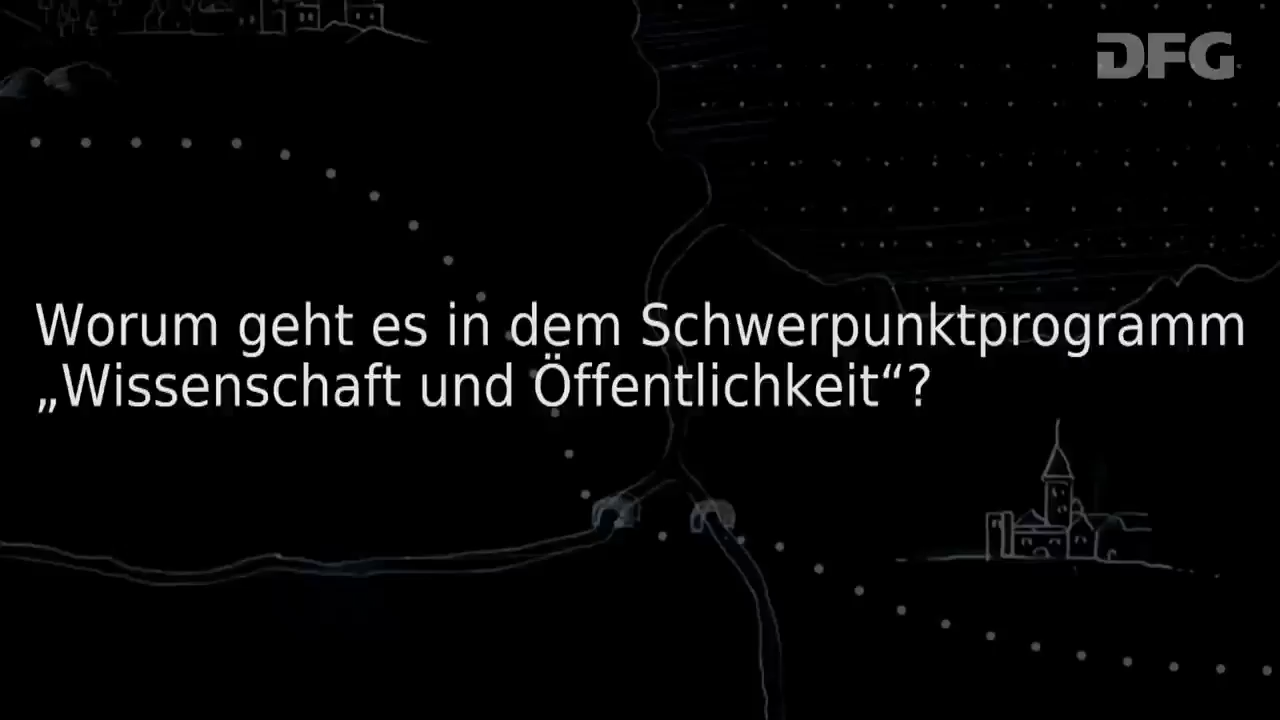 DFG
Worum geht es in dem Schwerpunktprogramm
„Wissenschaft und Öffentlichkeit“?